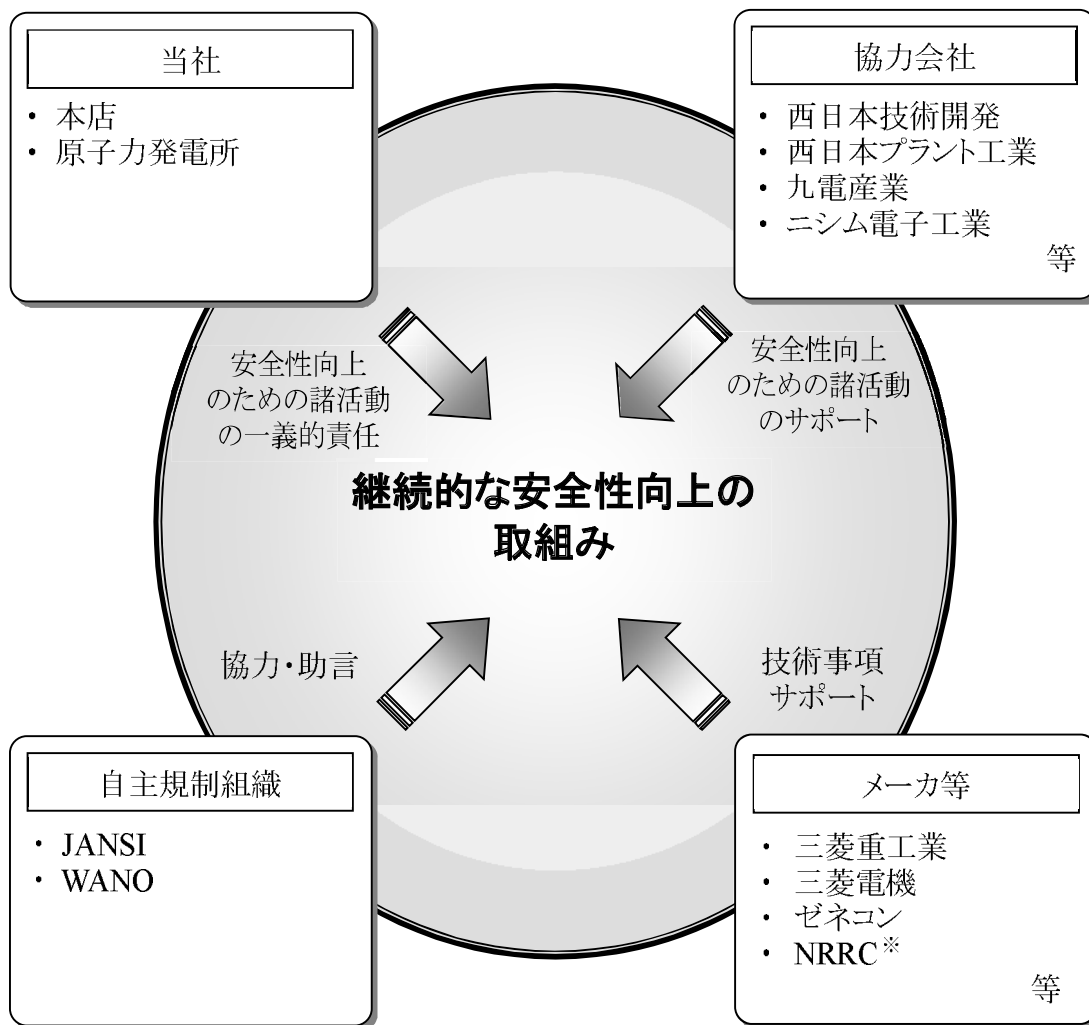 当社
・ 本店
・ 原子力発電所
協力会社
・ 西日本技術開発
・ 西日本プラント工業
・ 九電産業
・ ニシム電子工業
等
安全性向上
のための諸活動
の一義的責任
安全性向上
のための諸活動
のサポート
継続的な安全性向上の
取組み
協力・助言
技術事項
サポート
自主規制組織
・ JANSI
・ WANO
メーカ等
・ 三菱重工業
・ 三菱電機
・ ゼネコン
・ NRRC※
等